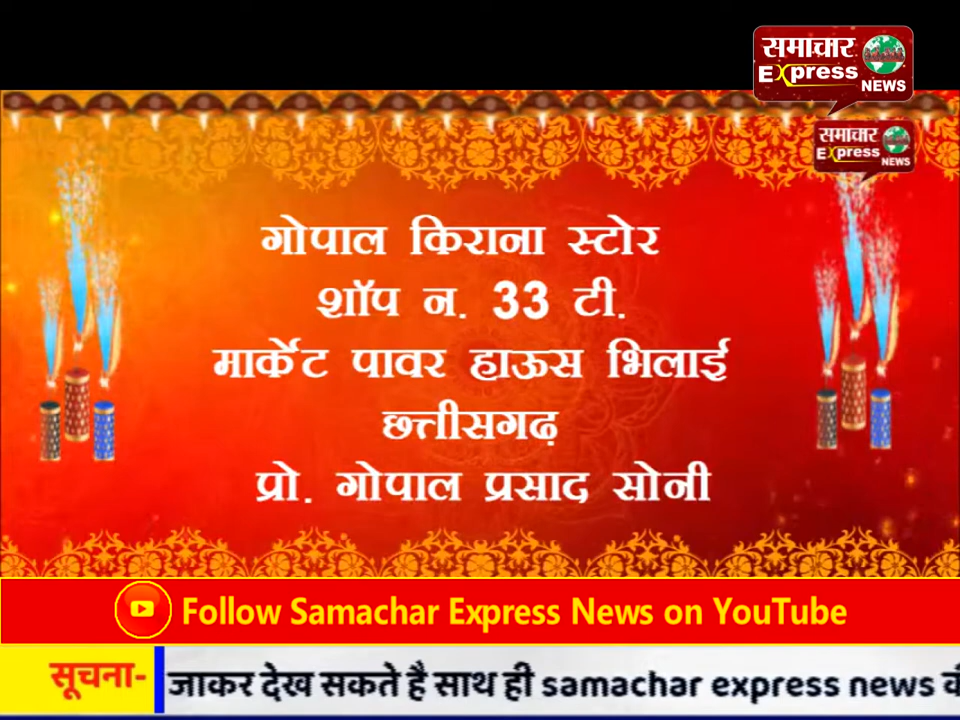 समाचार
Express
NEWS
समाचार
Express
NEWS
गोपाल किराना स्टोर
शॉप न. 33 टी.
मार्केट पावर हाऊस भिलाई
छत्तीसगढ़
प्रो. गोपाल प्रसाद सोनी
Follow Samachar Express News on YouTube
सूचना- जाकर देख सकते है साथ ही samachar express news